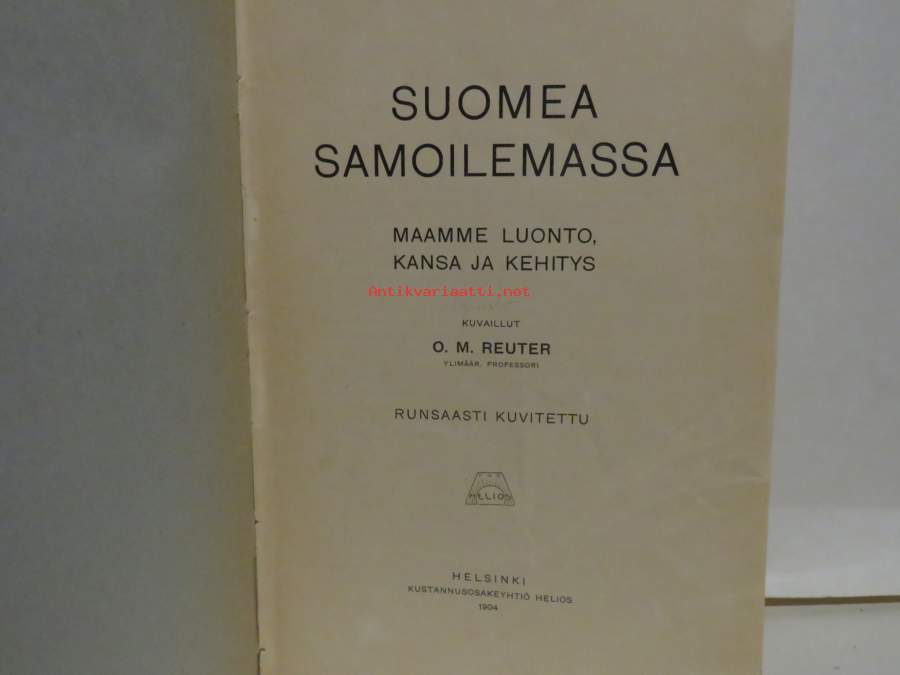 SUOMEA
SAMOILEMASSA
MAAMME LUONTO,
KANSA JA KEHITYS
Antikvariaatti.net
KUVAILLUT
O. M. REUTER
YLIMÄÄR. PROFESSORI
RUNSAASTI KUVITETTU
HELIOS
HELSINKI
KUSTANNUSOSAKEYHTIÖ HELIOS
1904